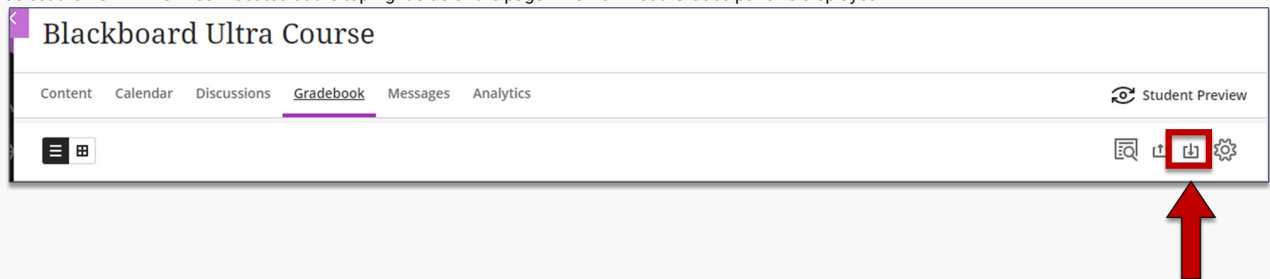 Blackboard Ultra Course
Content Calendar Discussions Gradebook Messages Analytics
Student Preview